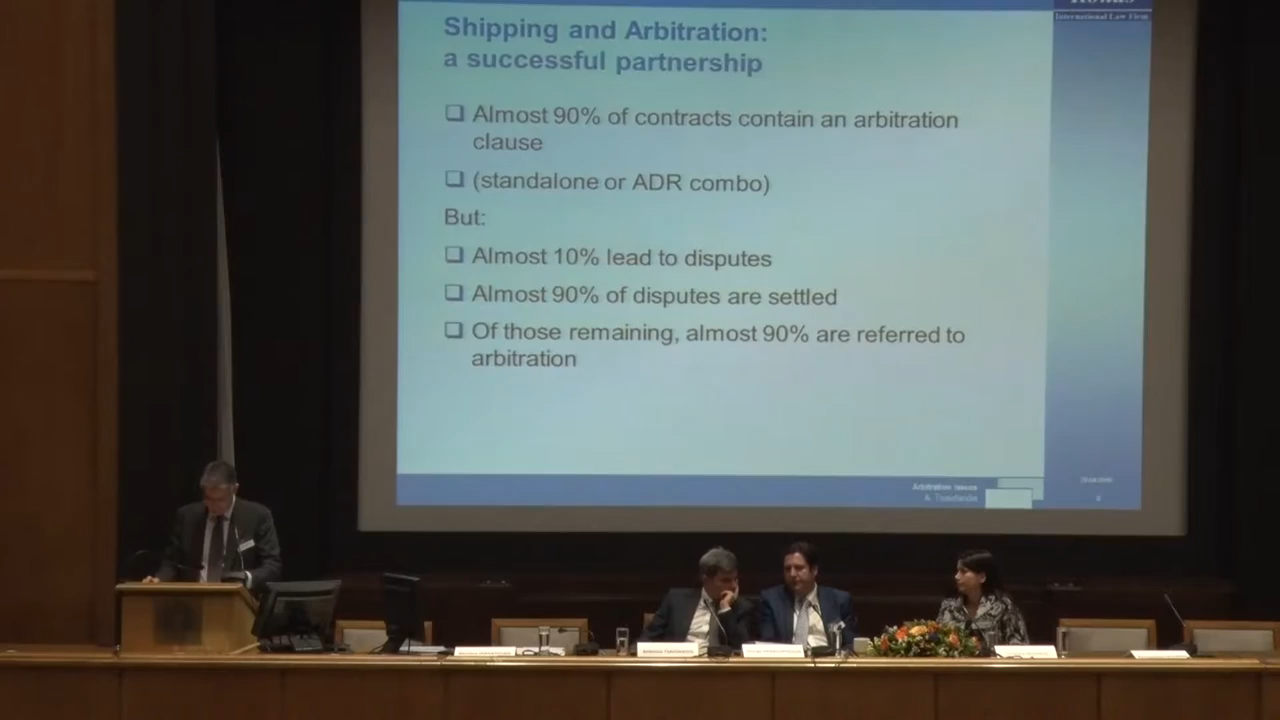 International Law Firm
Shipping and Arbitration:
a successful partnership
❑ Almost 90% of contracts contain an arbitration
clause
❑ (standalone or ADR combo)
But:
❑ Almost 10% lead to disputes
❑ Almost 90% of disputes are settled
❑ Of those remaining, almost 90% are referred to
arbitration
Arbitration Issues